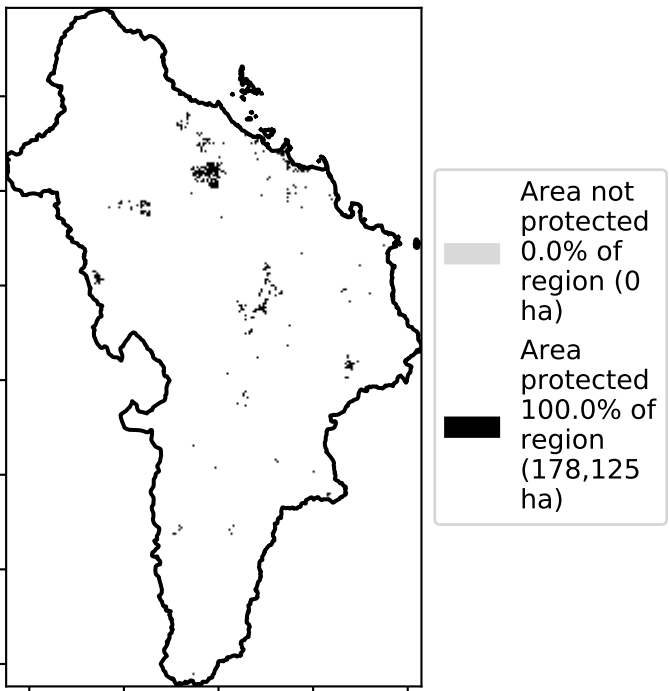 Area not
protected
0.0% of
region (0
ha)
Area
protected
100.0% of
region
(178,125
ha)